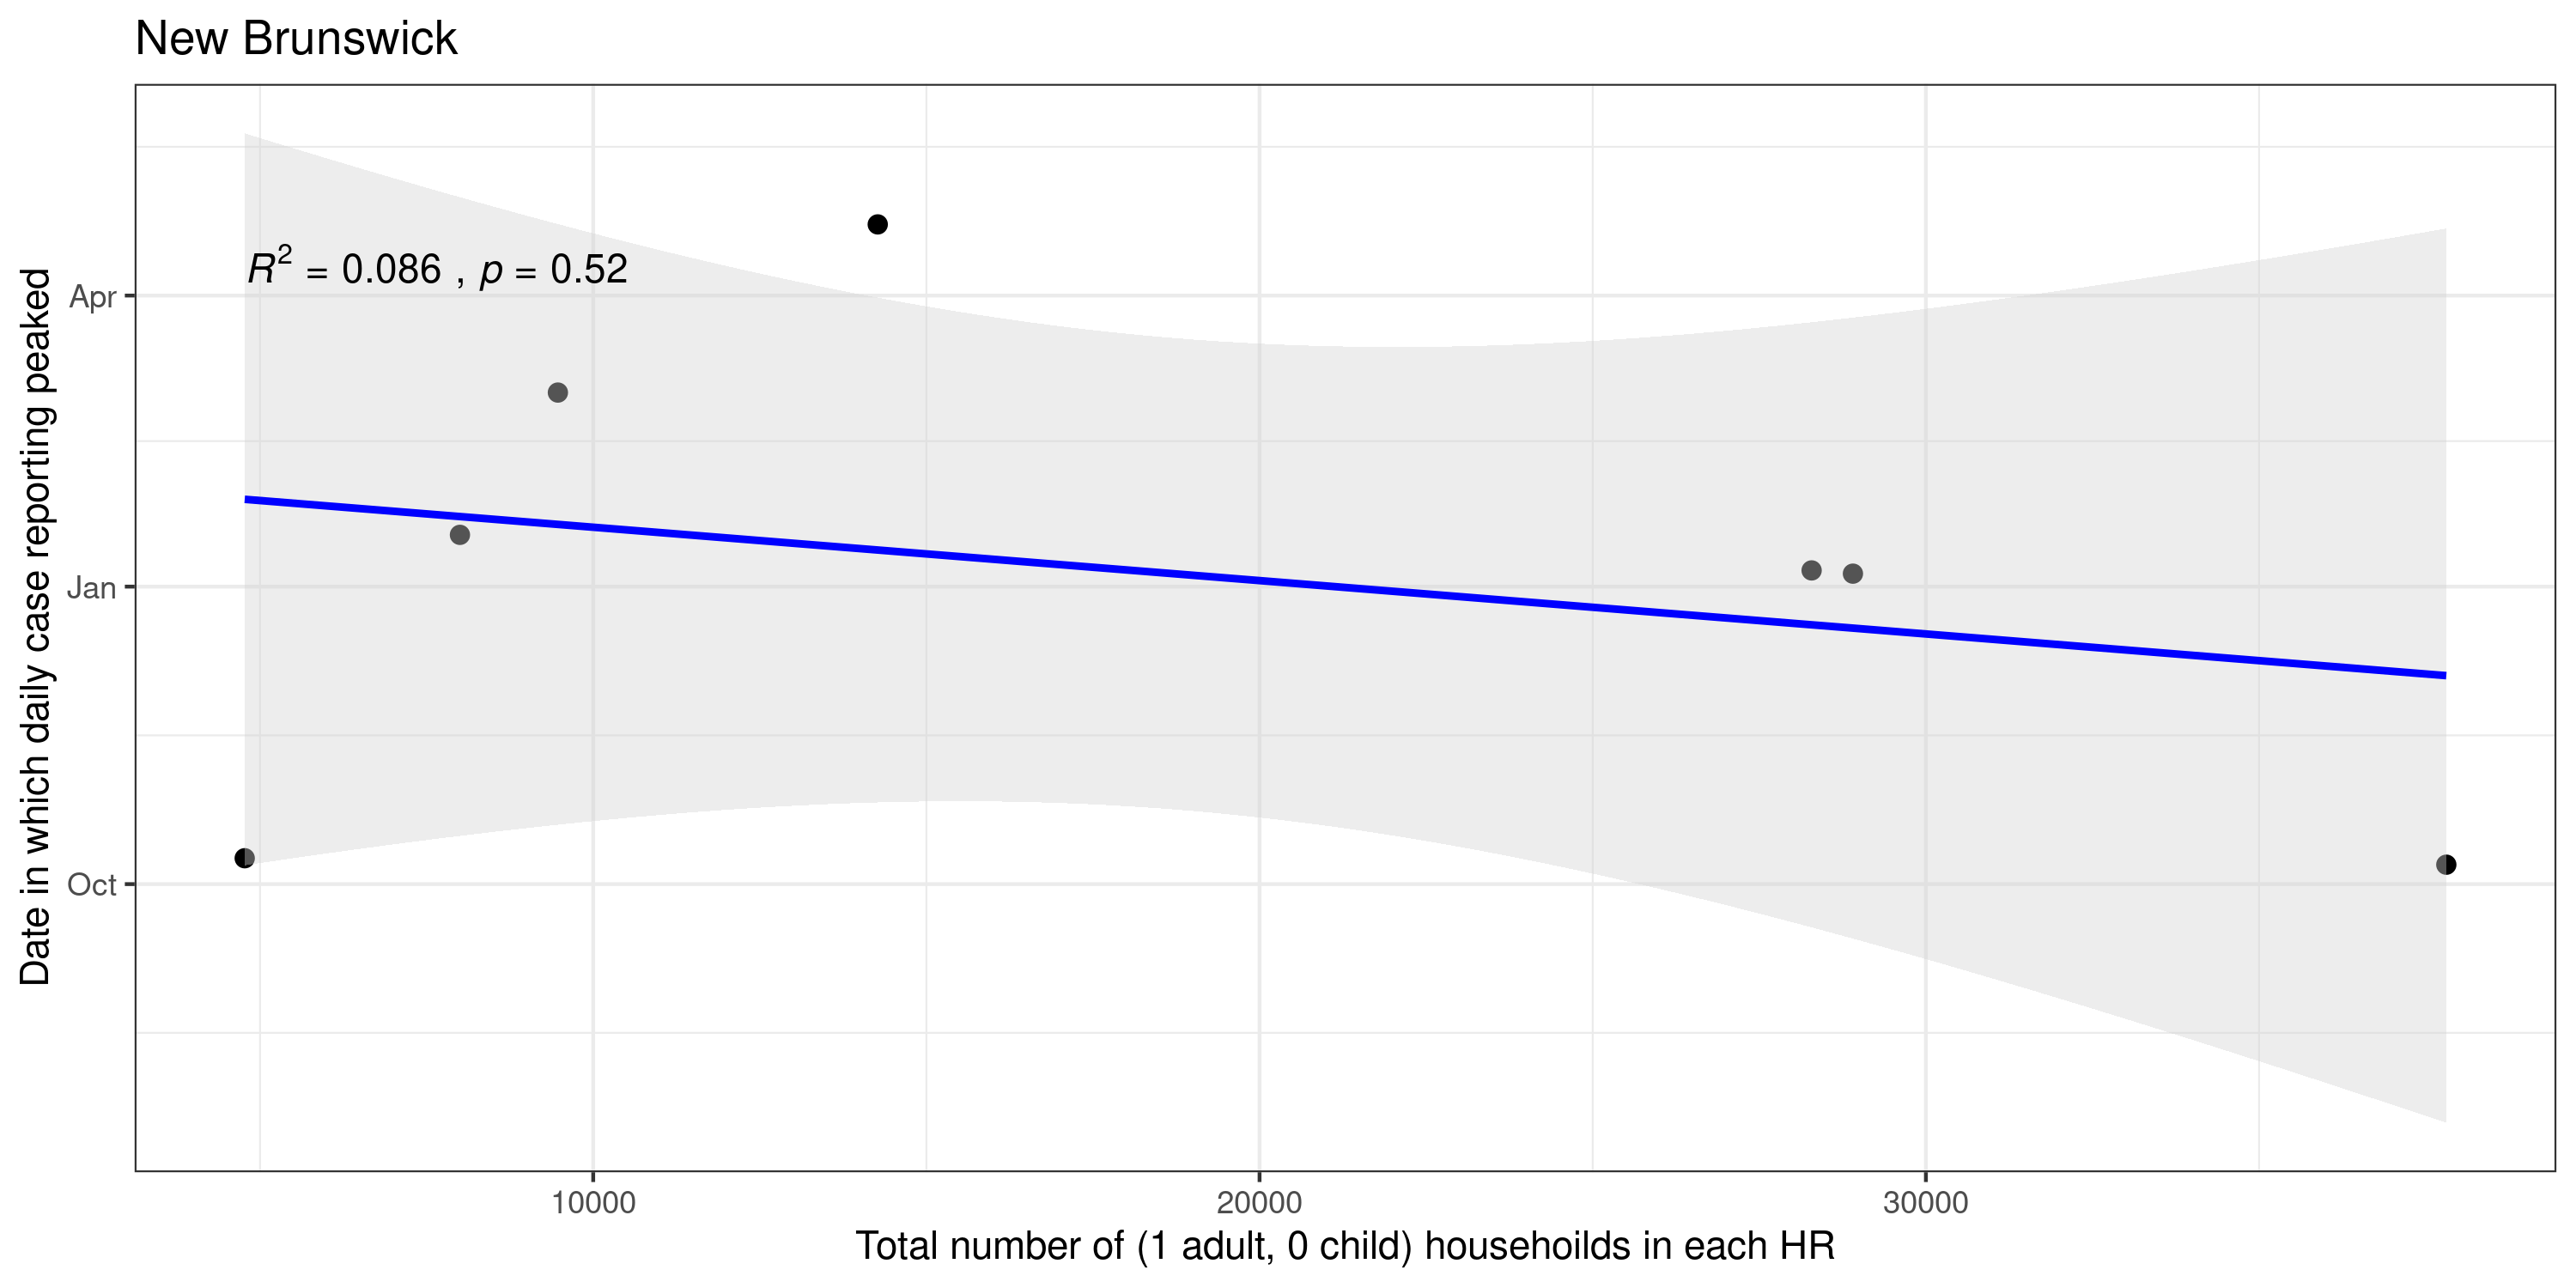 New Brunswick
R² = 0.086 , p = 0.52
Date in which daily case reporting peaked
Apr
Jan
Oct
10000
20000
30000
Total number of (1 adult, 0 child) househoilds in each HR